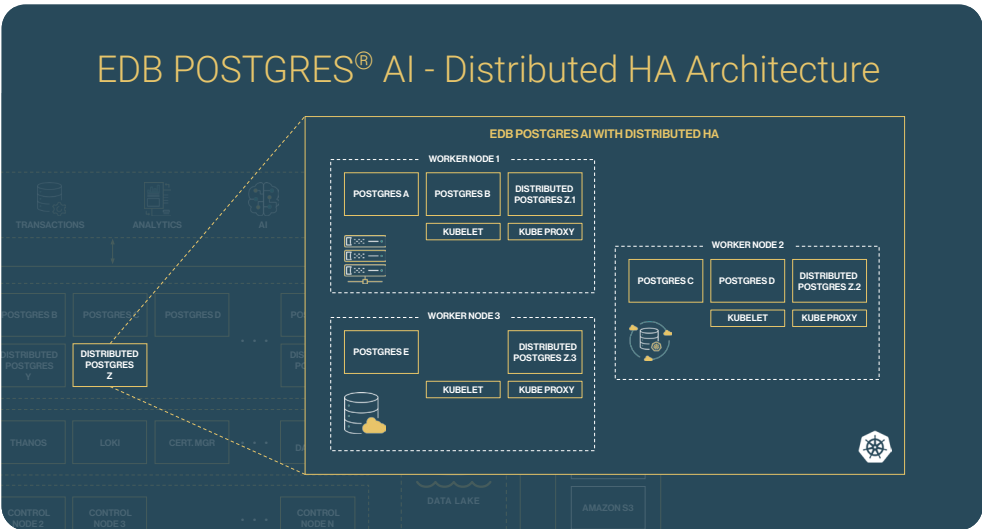 EDB POSTGRES® AI - Distributed HA Architecture
EDB POSTGRES AI WITH DISTRIBUTED HA
WORKER NODE 1
POSTGRES A
POSTGRES B
DISTRIBUTED
POSTGRES Z.1
KUBELET
KUBE PROXY
WORKER NODE 2
POSTGRES C
POSTGRES D
DISTRIBUTED
POSTGRES Z.2
KUBELET
KUBE PROXY
WORKER NODE 3
POSTGRES E
DISTRIBUTED
POSTGRES Z.3
KUBELET
KUBE PROXY
TRANSACTIONS
ANALYTICS
AI
POSTGRES B
POSTGRES
POSTGRES D
DISTRIBUTED
POSTGRES
Y
DISTRIBUTED
POSTGRES
Z
THANOS
LOKI
CERT.MGR
CONTROL
NODE 2
CONTROL
NODE 3
CONTROL
NODE N
DATA LAKE
AMAZON S3